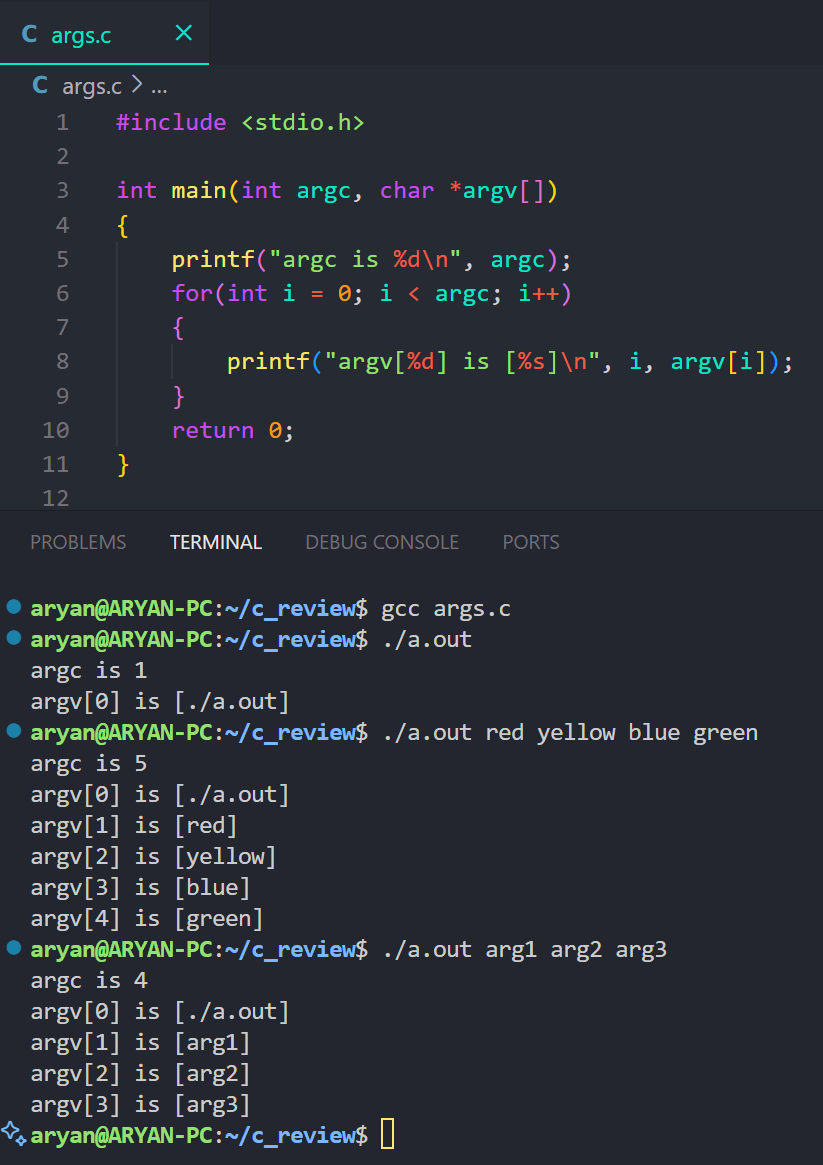 C args.c ×
C args.c > ...
1 #include <stdio.h>
2
3 int main(int argc, char *argv[])
4 {
5     printf("argc is %d\n", argc);
6     for(int i = 0; i < argc; i++)
7     {
8         printf("argv[%d] is [%s]\n", i, argv[i]);
9     }
10     return 0;
11 }
12
PROBLEMS TERMINAL DEBUG CONSOLE PORTS
aryan@ARYAN-PC:~/c_review$ gcc args.c
aryan@ARYAN-PC:~/c_review$ ./a.out
argc is 1
argv[0] is [./a.out]
aryan@ARYAN-PC:~/c_review$ ./a.out red yellow blue green
argc is 5
argv[0] is [./a.out]
argv[1] is [red]
argv[2] is [yellow]
argv[3] is [blue]
argv[4] is [green]
aryan@ARYAN-PC:~/c_review$ ./a.out arg1 arg2 arg3
argc is 4
argv[0] is [./a.out]
argv[1] is [arg1]
argv[2] is [arg2]
argv[3] is [arg3]
aryan@ARYAN-PC:~/c_review$